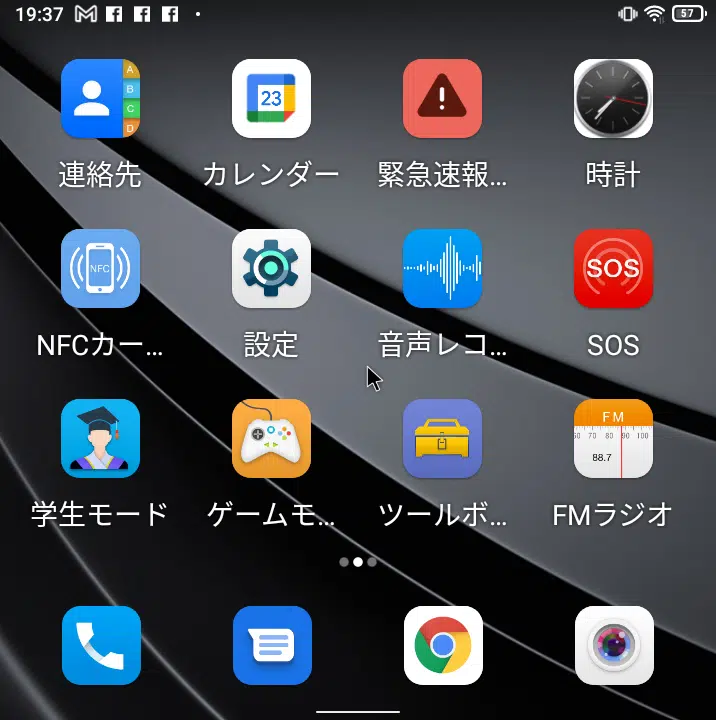 19:37
57
A
B
C
D
23
連絡先
カレンダー
緊急速報...
時計
NFC
SOS
NFCカー...
設定
音声レコ...
SOS
FM
60 70 80 90 100
88.7
学生モード
ゲームモ...
ツールボ...
FMラジオ